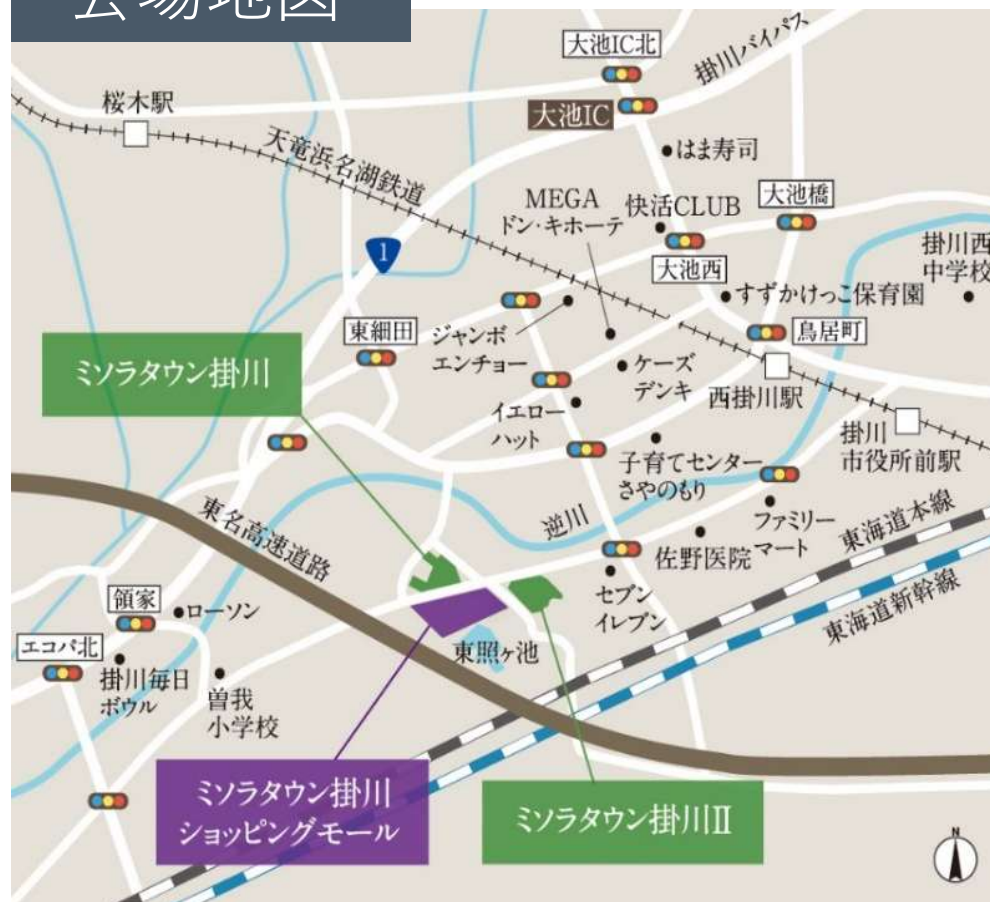 会場地図
大池IC北
掛川バイパス
桜木駅
大池IC
はま寿司
天竜浜名湖鉄道
MEGA
ドン・キホーテ
快活CLUB
大池橋
掛川西
中学校
1
大池西
すずかけっこ保育園
東細田
ジャンボ
エンチョー
鳥居町
ミソラタウン掛川
ケーズ
デンキ
西掛川駅
イエロー
ハット
掛川
市役所前駅
子育てセンター
さやのもり
東名高速道路
逆川
ファミリー
マート
東海道本線
佐野医院
領家
ローソン
セブン
イレブン
東海道新幹線
エコパ北
東照ヶ池
掛川毎日
ボウル
曽我
小学校
ミソラタウン掛川
ショッピングモール
ミソラタウン掛川II
N